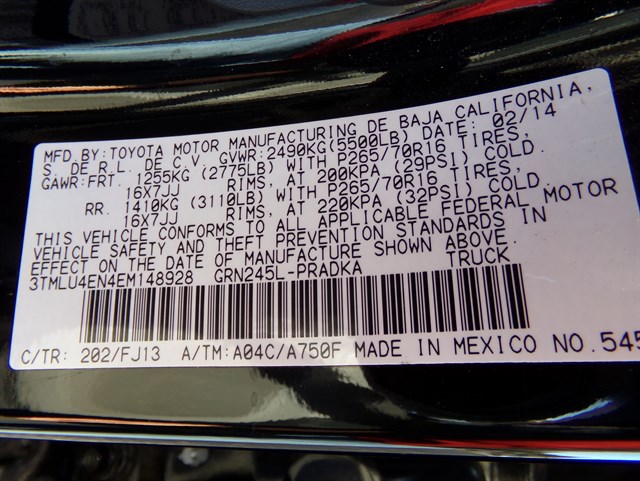 MFD.BY:TOYOTA MOTOR MANUFACTURING DE BAJA CALIFORNIA,
S. DE R.L. DE C.V. GVWR:2490KG(5500LB) DATE: 02/14
GAWR:FRT. 1255KG (2775LB) WITH P265/70R16 TIRES,
16X7JJ RIMS, AT 200KPA (29PSI) COLD.
RR. 1410KG (3110LB) WITH P265/70R16 TIRES,
16X7JJ RIMS, AT 220KPA (32PSI) COLD.
THIS VEHICLE CONFORMS TO ALL APPLICABLE FEDERAL MOTOR
VEHICLE SAFETY AND THEFT PREVENTION STANDARDS IN
EFFECT ON THE DATE OF MANUFACTURE SHOWN ABOVE.
3TMLU4EN4EM148928 GRN245L-PRADKA TRUCK
C/TR: 202/FJ13 A/TM:A04C/A750F MADE IN MEXICO NO.545